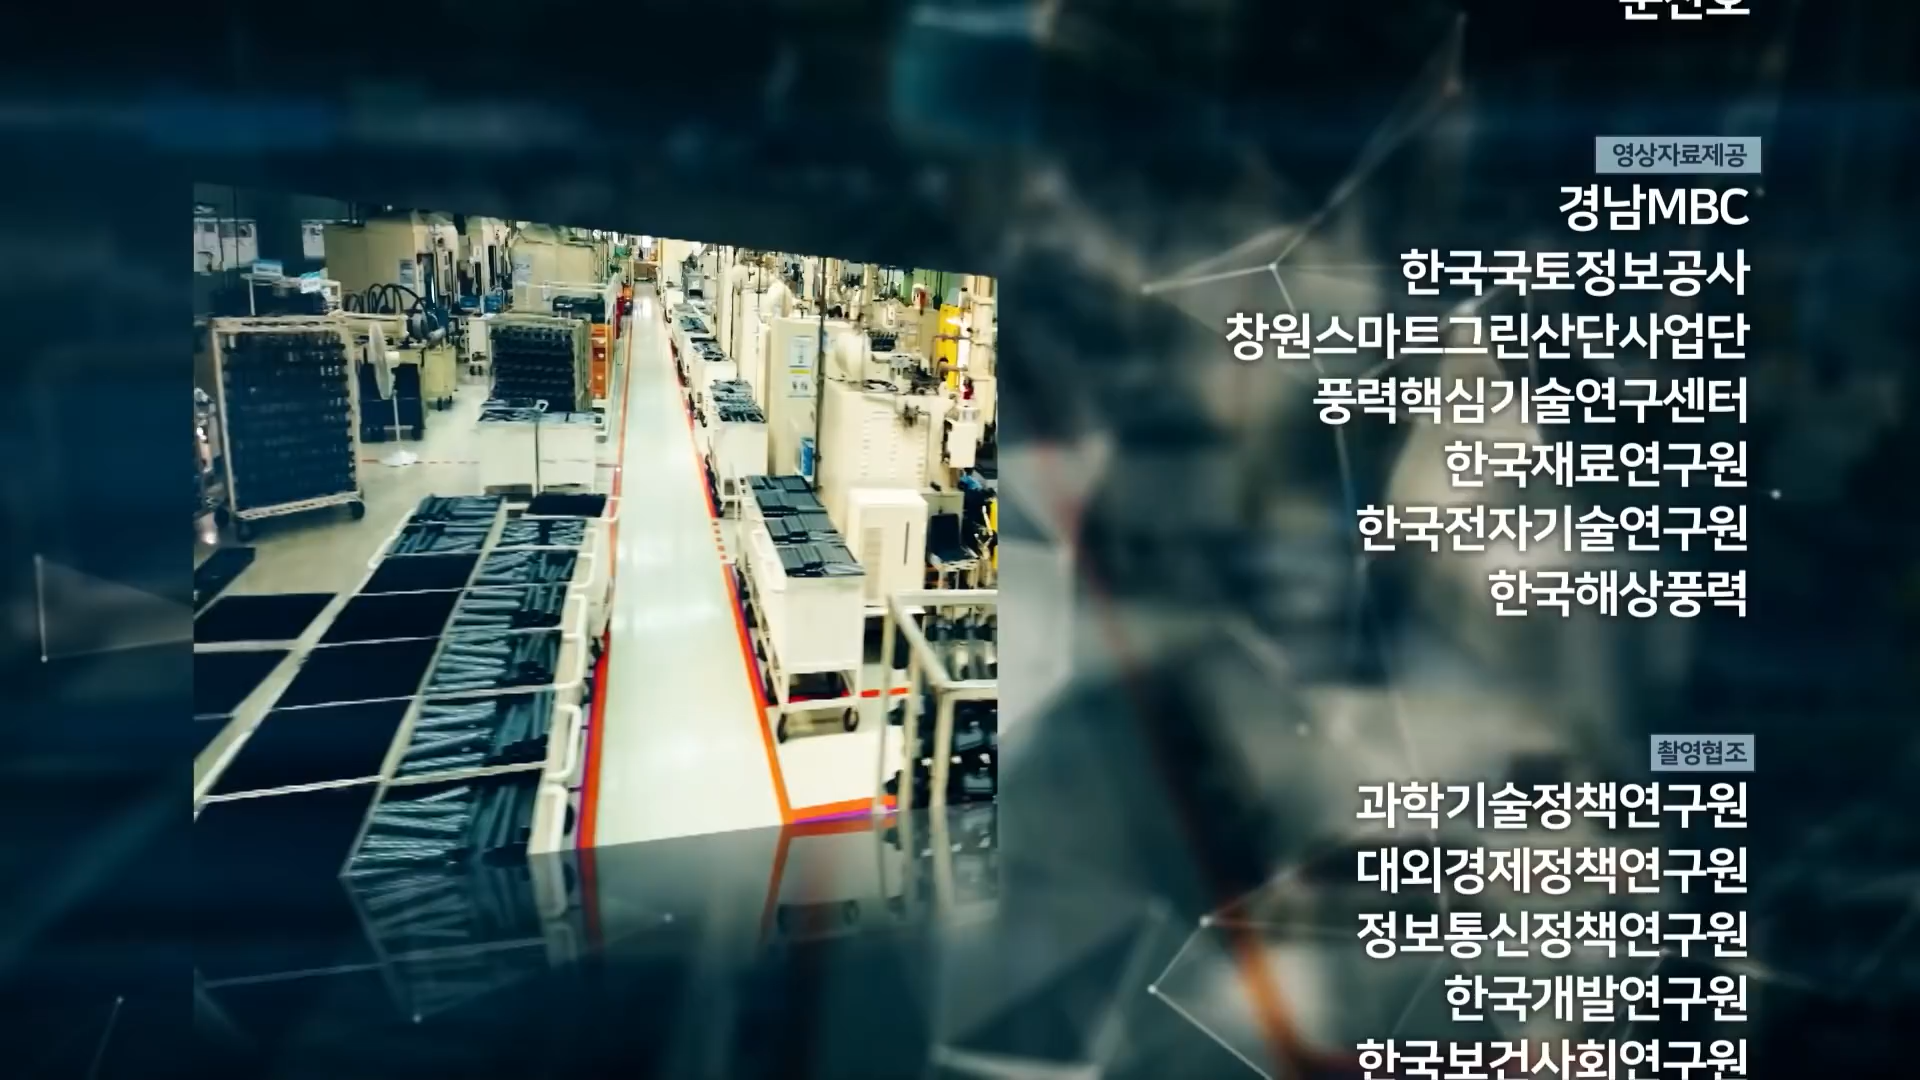 영상자료제공
경남MBC
한국국토정보공사
창원스마트그린산단사업단
풍력핵심기술연구센터
한국재료연구원
한국전자기술연구원
한국해상풍력
촬영협조
과학기술정책연구원
대외경제정책연구원
정보통신정책연구원
한국개발연구원
한국보건사회연구원